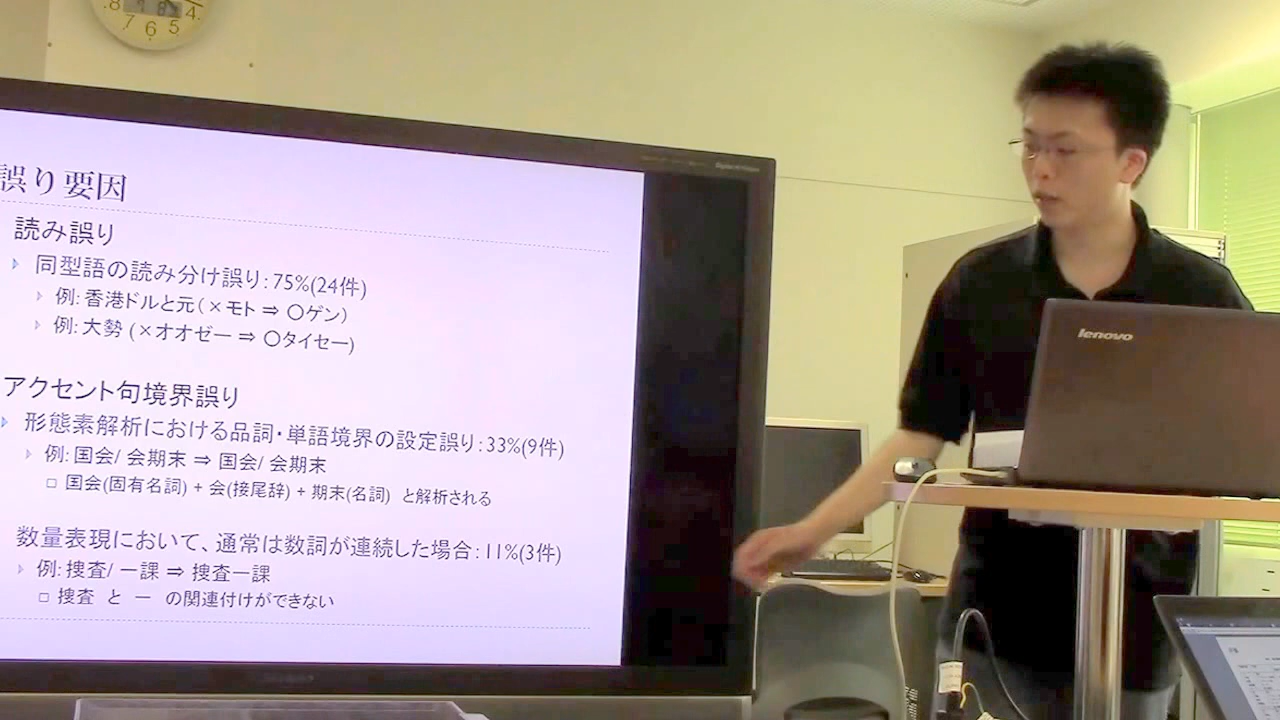 8 7 6 5 4
誤り要因
読み誤り
同型語の読み分け誤り：75%(24件)
例：香港ドルと元（×モト ⇒ 〇ゲン）
例：大勢 (×オオゼー ⇒ 〇タイセー)
アクセント句境界誤り
形態素解析における品詞・単語境界の設定誤り：33%(9件)
例：国会/ 会期末 ⇒ 国会/ 会期末
国会(固有名詞) + 会(接尾辞) + 期末(名詞) と解析される
数量表現において、通常は数詞が連続した場合：11%(3件)
例：捜査/ 一課 ⇒ 捜査一課
捜査 と 一 の関連付けができない
lenovo